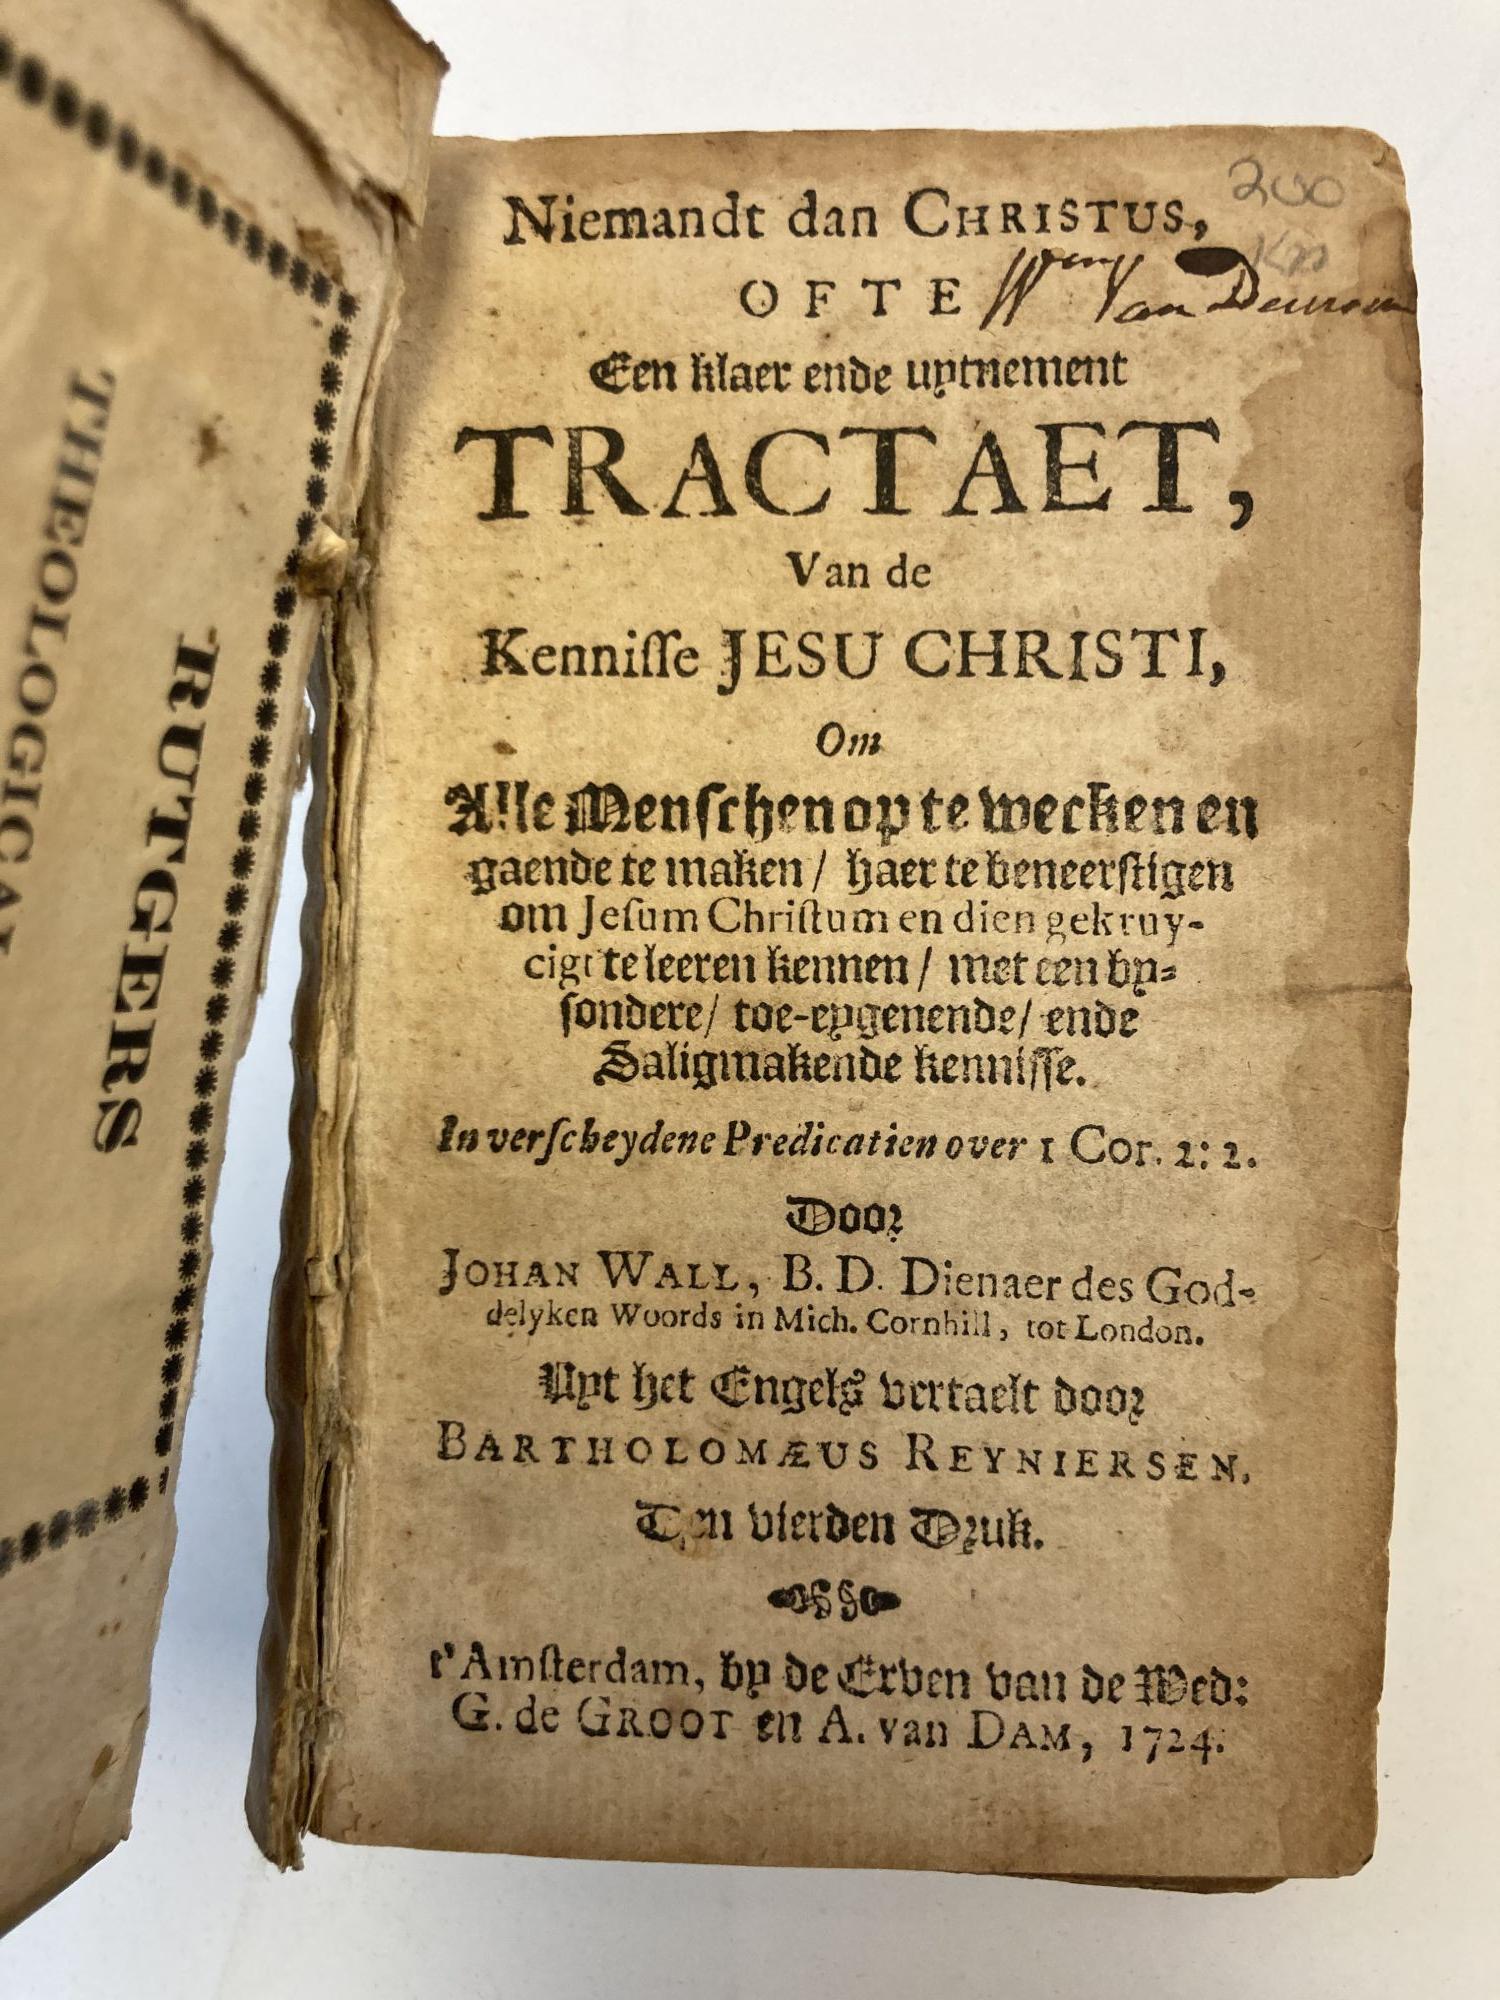 THEOLOGICAL
RUTGERS
200
Niemandt dan CHRISTUS,
OFTE
Van
Een klaer ende uytnement
TRACTAET,
Van de
Kenniſſe JESU CHRISTI,
Om
Alle Menſchen op te wecken en
gaende te maken / haer te beneerſtigen
om Jeſum Chriſtum en dien gekruy-
cigt te leeren kennen / met een by-
ſondere / toe-eygenende / ende
Saligmakende kenniſſe.
In verſcheydene Predicatien over 1 Cor. 2: 2.
Door
JOHAN WALL, B. D. Dienaer des God-
delyken Woords in Mich. Cornhill, tot London.
Uyt het Engels vertaelt door
BARTHOLOMÆUS REYNIERSEN.
Den vierden Druk.
t'Amſterdam, by de Erven van de Wed:
G. de GROOT en A. van DAM, 1724.